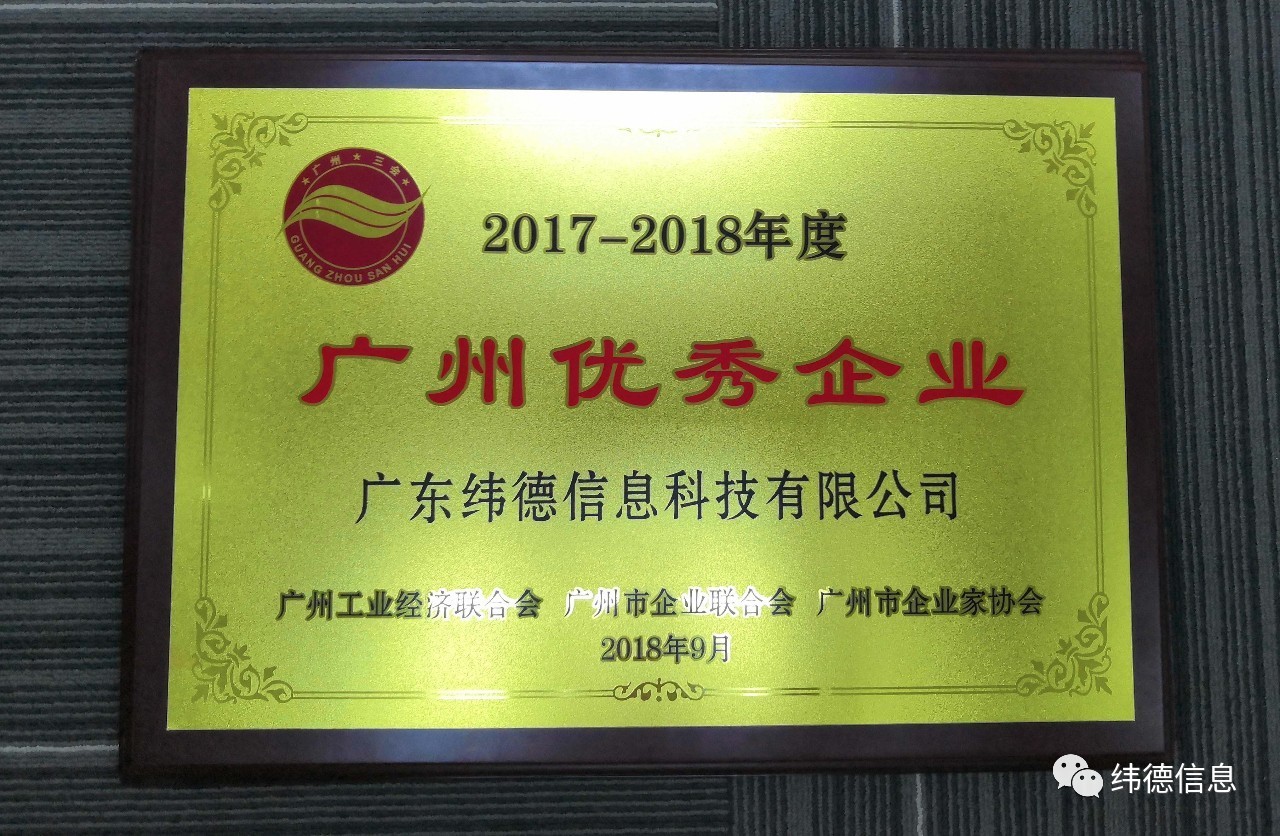 广州★三会
GUANG ZHOU SAN HUI
2017-2018年度
广州优秀企业
广东纬德信息科技有限公司
广州工业经济联合会 广州市企业联合会 广州市企业家协会
2018年9月
纬德信息